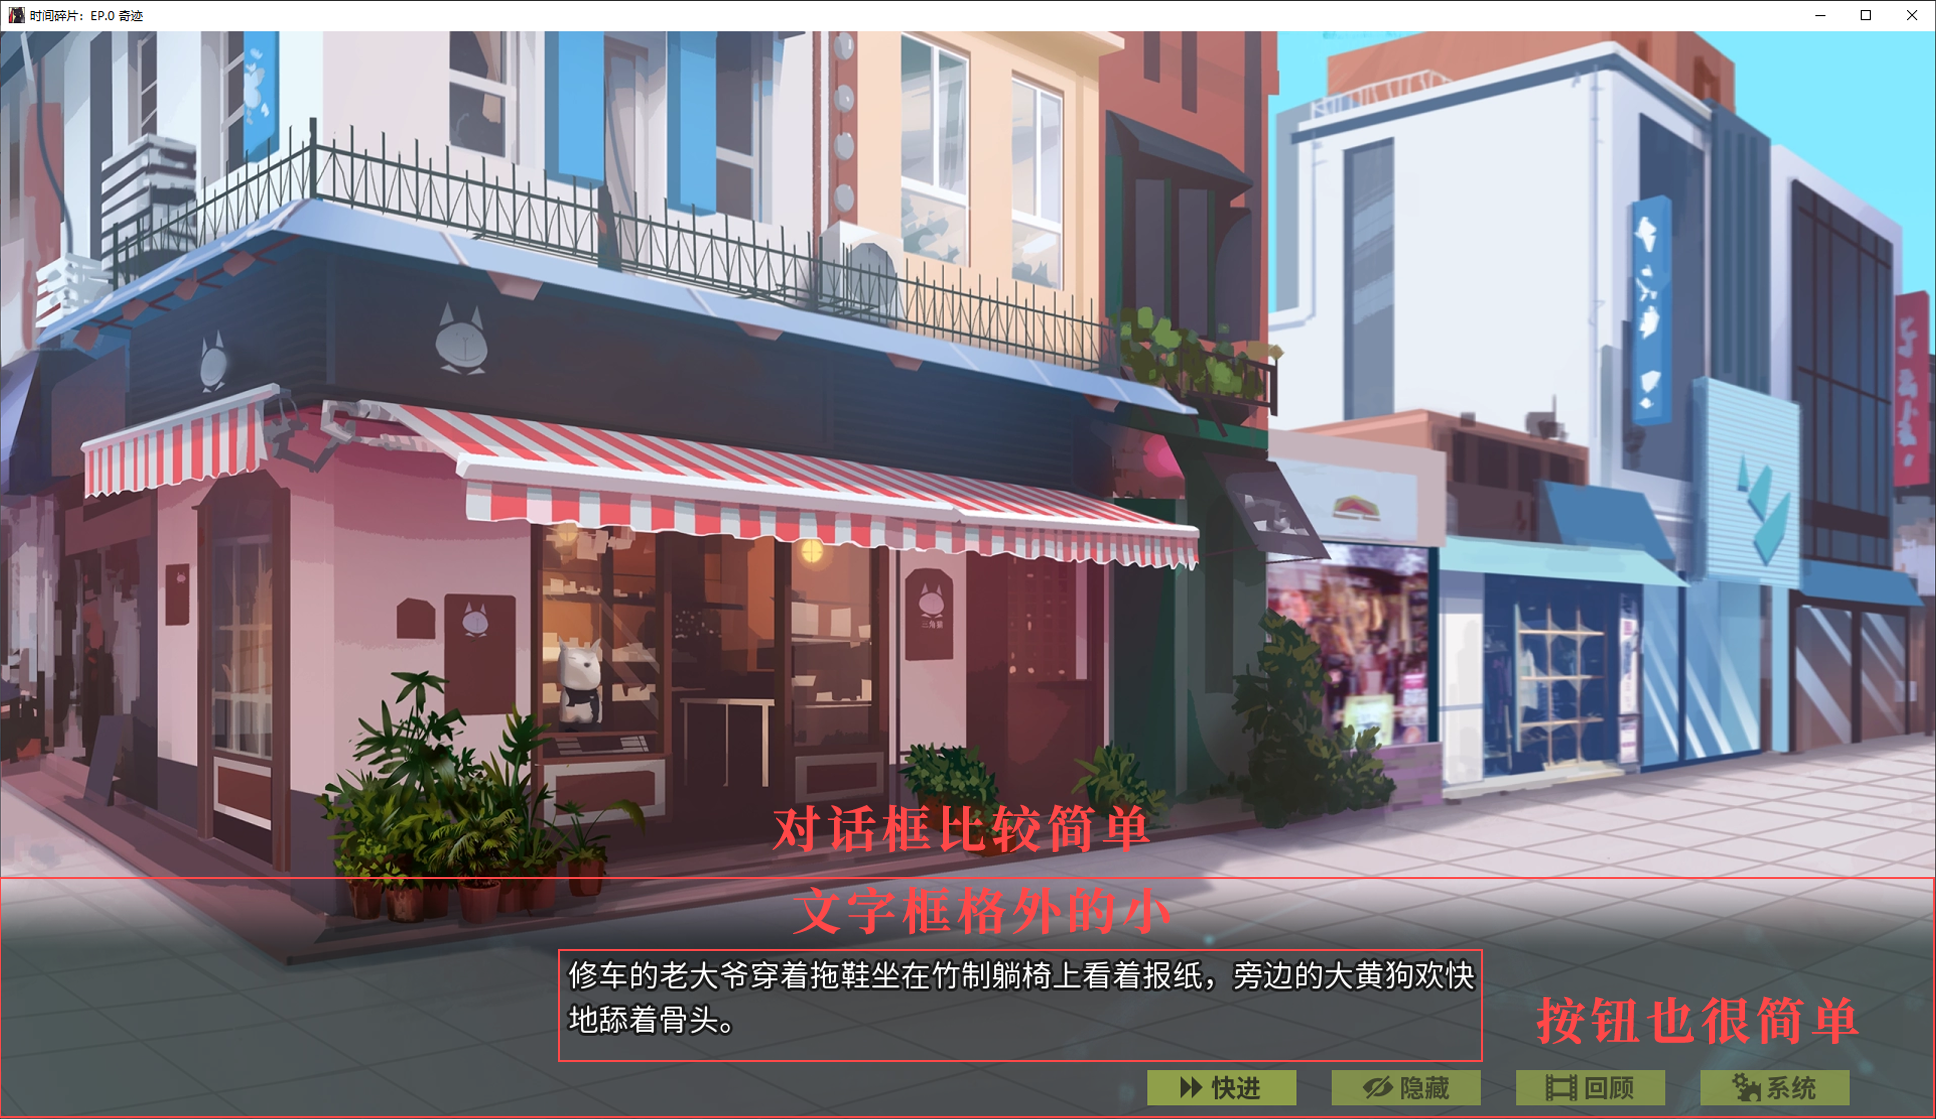 时间碎片：EP.0 奇迹
三角猫
对话框比较简单
文字框格外的小
修车的老大爷穿着拖鞋坐在竹制躺椅上看着报纸，旁边的大黄狗欢快
地舔着骨头。
按钮也很简单
快进
隐藏
回顾
系统